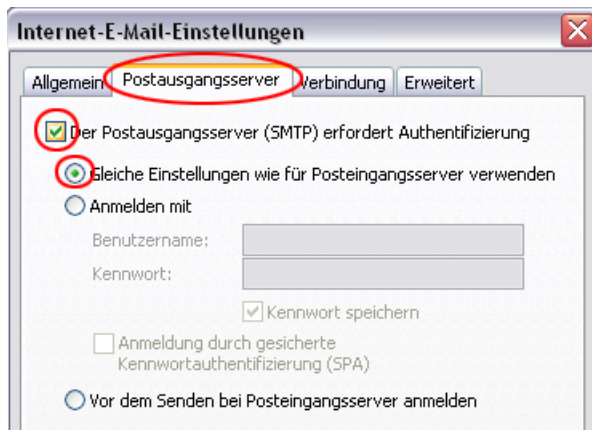 Internet-E-Mail-Einstellungen
Allgemein Postausgangsserver Verbindung Erweitert
Der Postausgangsserver (SMTP) erfordert Authentifizierung
Gleiche Einstellungen wie für Posteingangsserver verwenden
Anmelden mit
Benutzername:
Kennwort:
Kennwort speichern
Anmeldung durch gesicherte
Kennwortauthentifizierung (SPA)
Vor dem Senden bei Posteingangsserver anmelden